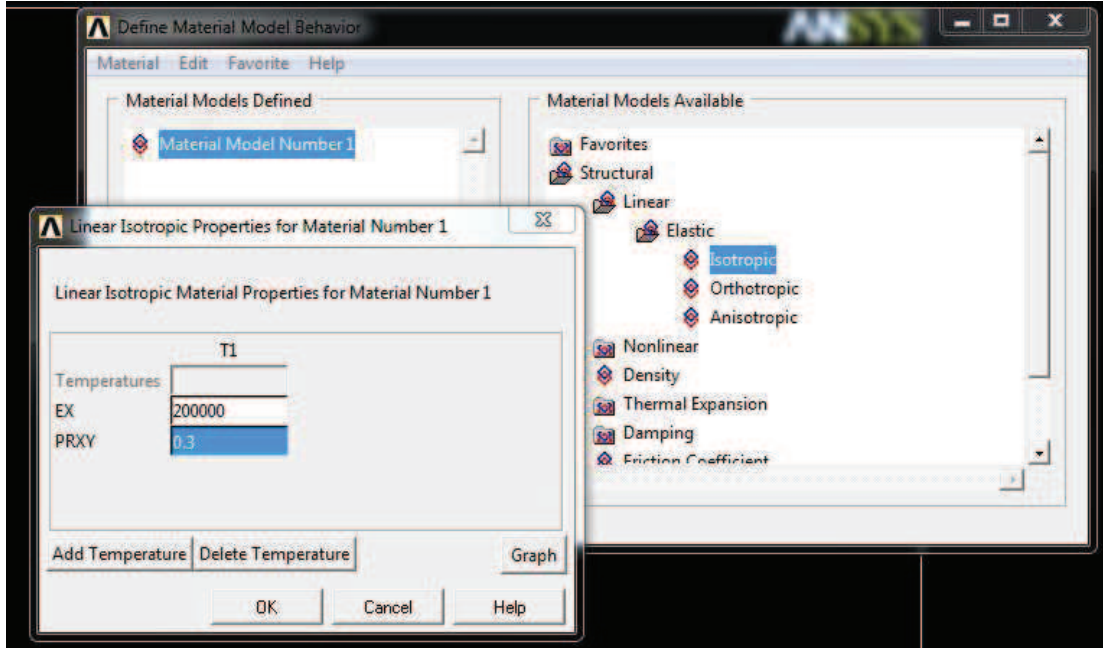 Define Material Model Behavior
ANSYS
Material Edit Favorite Help
Material Models Defined
Material Model Number 1
Material Models Available
Favorites
Structural
Linear
Elastic
Isotropic
Orthotropic
Anisotropic
Nonlinear
Density
Thermal Expansion
Damping
Friction Coefficient
Linear Isotropic Properties for Material Number 1
Linear Isotropic Material Properties for Material Number 1
T1
Temperatures
EX 200000
PRXY 0.3
Add Temperature Delete Temperature Graph
OK Cancel Help